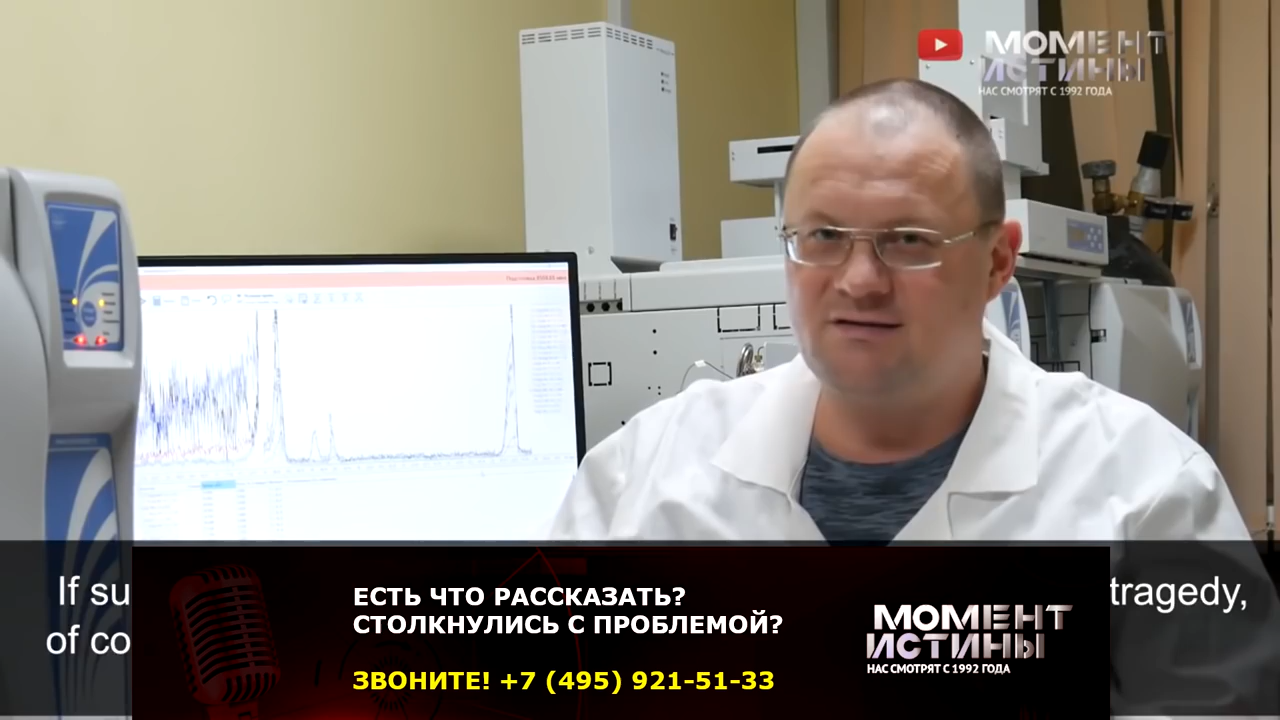 МОМЕНТ
ИСТИНЫ
НАС СМОТРЯТ С 1992 ГОДА
If su
tragedy,
of co
ЕСТЬ ЧТО РАССКАЗАТЬ?
СТОЛКНУЛИСЬ С ПРОБЛЕМОЙ?
ЗВОНИТЕ! +7 (495) 921-51-33
МОМЕНТ
ИСТИНЫ
НАС СМОТРЯТ С 1992 ГОДА